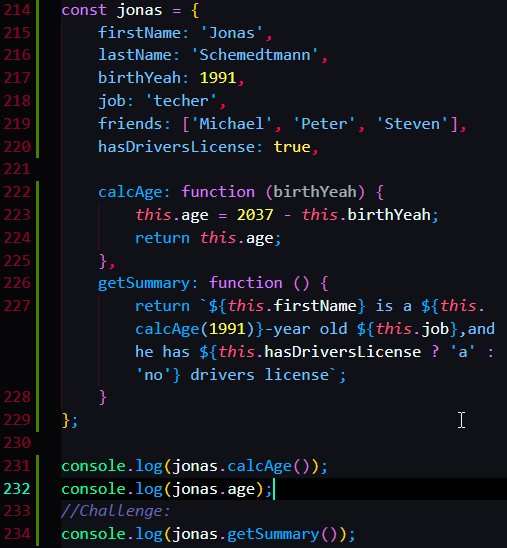 214 const jonas = {
215 firstName: 'Jonas',
216 lastName: 'Schemedtmann',
217 birthYeah: 1991,
218 job: 'techer',
219 friends: ['Michael', 'Peter', 'Steven'],
220 hasDriversLicense: true,
221
222 calcAge: function (birthYeah) {
223 this.age = 2037 - this.birthYeah;
224 return this.age;
225 },
226 getSummary: function () {
227 return `${this.firstName} is a ${this.
calcAge(1991)}-year old ${this.job},and
he has ${this.hasDriversLicense ? 'a' :
'no'} drivers license`;
228 }
229 };
230
231 console.log(jonas.calcAge());
232 console.log(jonas.age);
233 //Challenge:
234 console.log(jonas.getSummary());